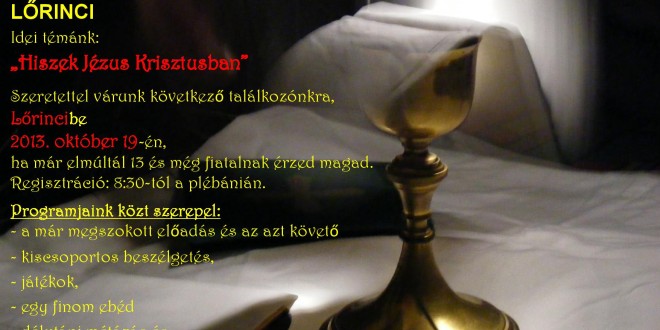 LŐRINCI
Idei témánk:
„Hiszek Jézus Krisztusban”
Szeretettel várunk következő találkozónkra,
Lőrincibe
2013. október 19-én,
ha már elmúltál 13 és még fiatalnak érzed magad.
Regisztráció: 8:30-tól a plébánián.
Programjaink közt szerepel:
- a már megszokott előadás és az azt követő
- kiscsoportos beszélgetés,
- játékok,
- egy finom ebéd